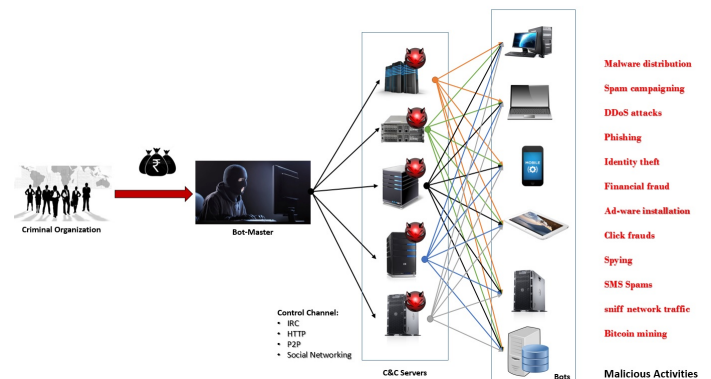 Criminal Organization
₹
Bot-Master
Control Channel:
• IRC
• HTTP
• P2P
• Social Networking
C&C Servers
MOBILE
Bots
Malware distribution
Spam campaigning
DDoS attacks
Phishing
Identity theft
Financial fraud
Ad-ware installation
Click frauds
Spying
SMS Spams
sniff network traffic
Bitcoin mining
Malicious Activities